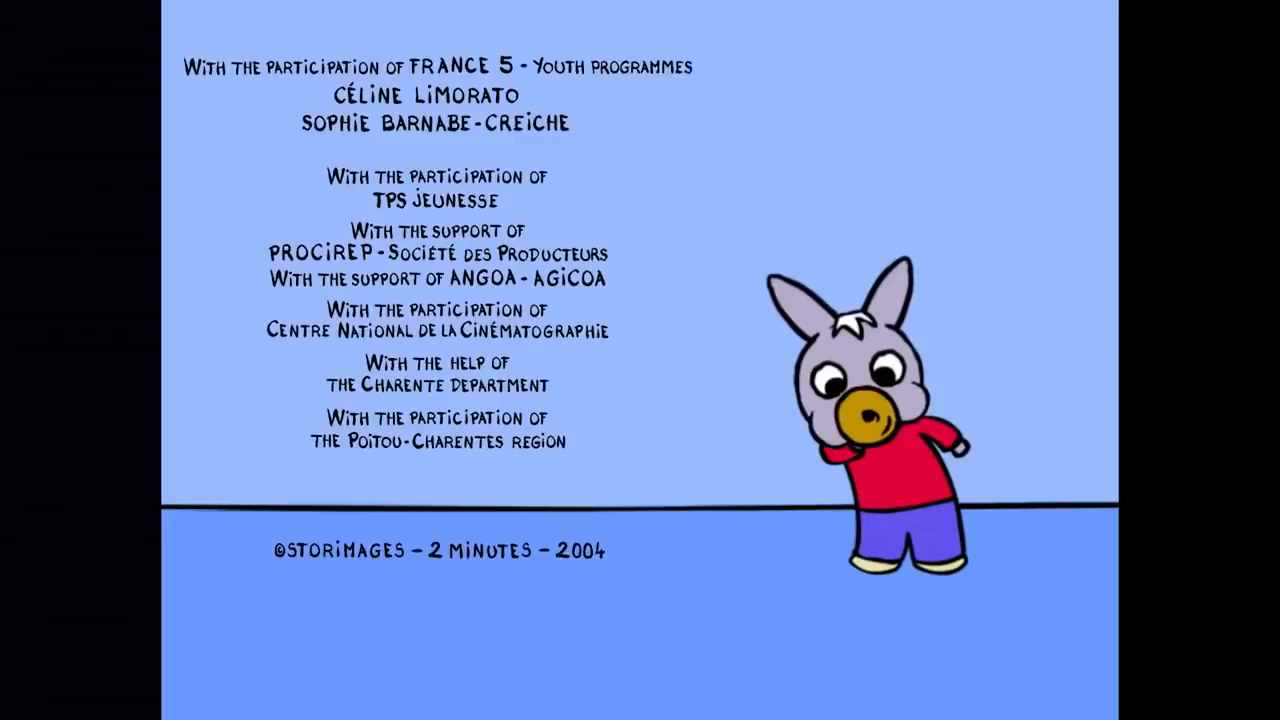 WiTH THE PARTiCiPATiON OF FRANCE 5 - YOUTH PROGRAMMES
CÉLiNE LiMORATO
SOPHiE BARNABE-CREiCHE
WiTH THE PARTiCiPATiON OF
TPS JEUNESSE
WiTH THE SUPPORT OF
PROCiREP - SOCiÉTÉ DES PRODUCTEURS
WiTH THE SUPPORT OF ANGOA - AGiCOA
WiTH THE PARTiCiPATiON OF
CENTRE NATiONAL DE LA CiNÉMATOGRAPHiE
WiTH THE HELP OF
THE CHARENTE DEPARTMENT
WiTH THE PARTiCiPATiON OF
THE POiTOU-CHARENTES REGiON
©STORiMAGES - 2 MiNUTES - 2004